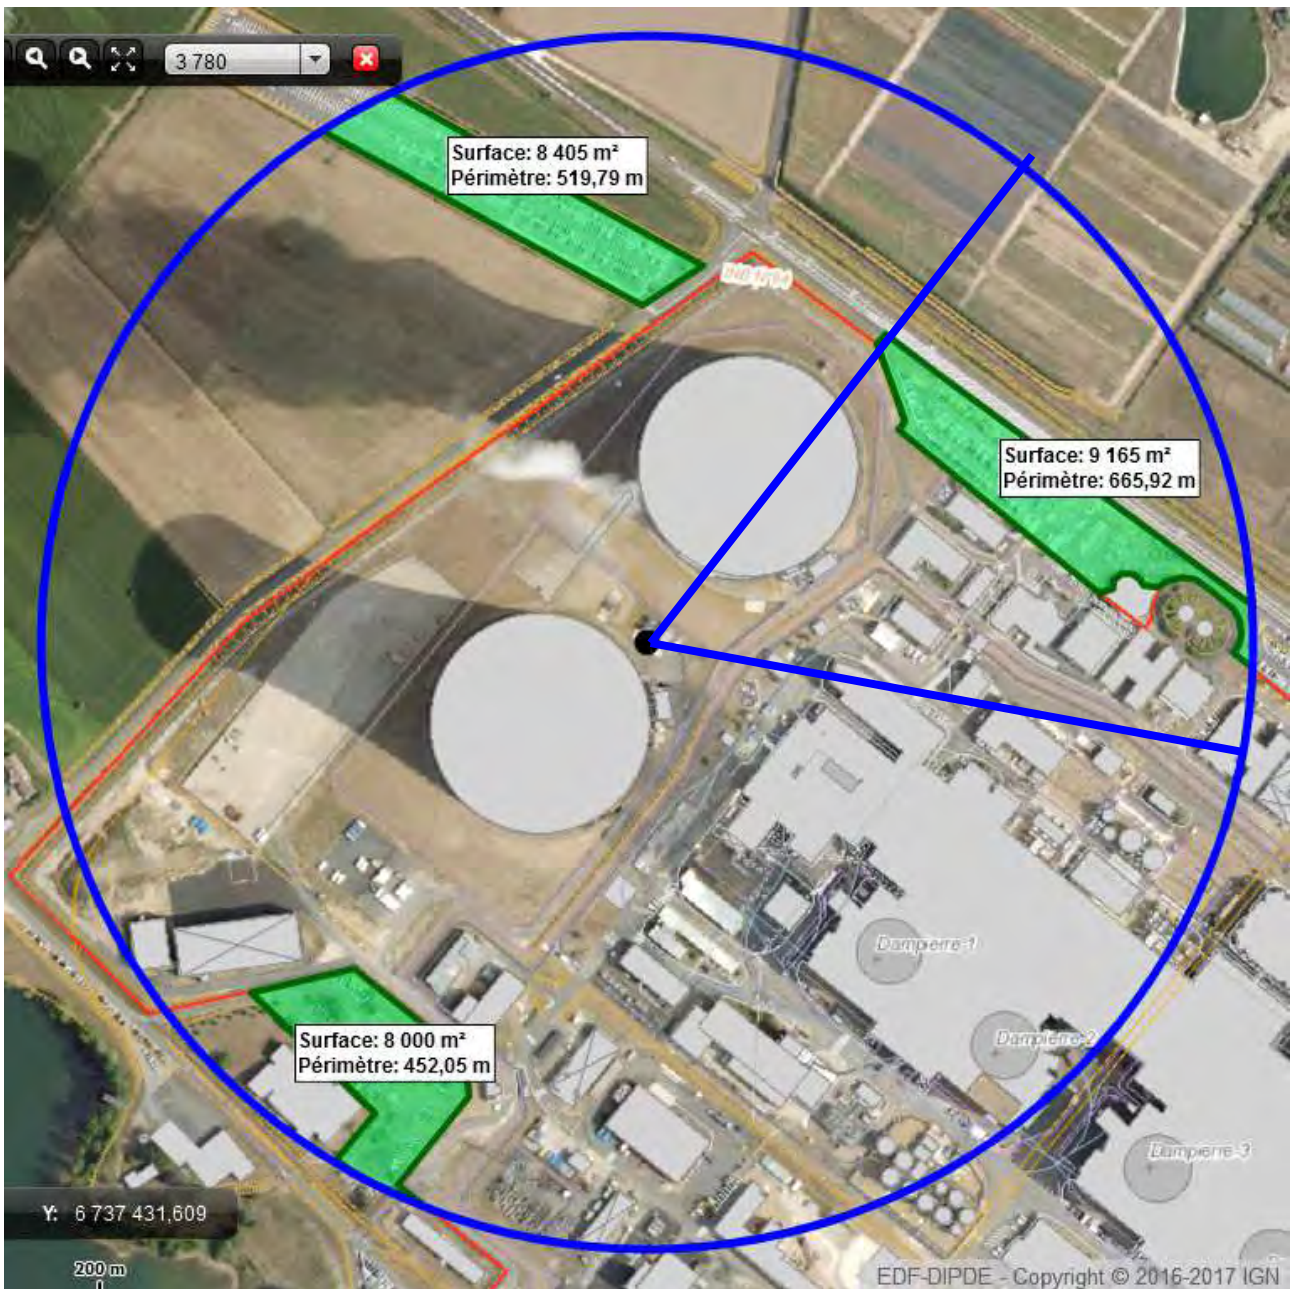 3 780
Surface: 8 405 m²
Périmètre: 519,79 m
Surface: 9 165 m²
Périmètre: 665,92 m
Dampierre-1
Surface: 8 000 m²
Périmètre: 452,05 m
Dampierre-2
Dampierre-3
Y: 6 737 431,609
200 m
EDF-DIPDE - Copyright © 2016-2017 IGN